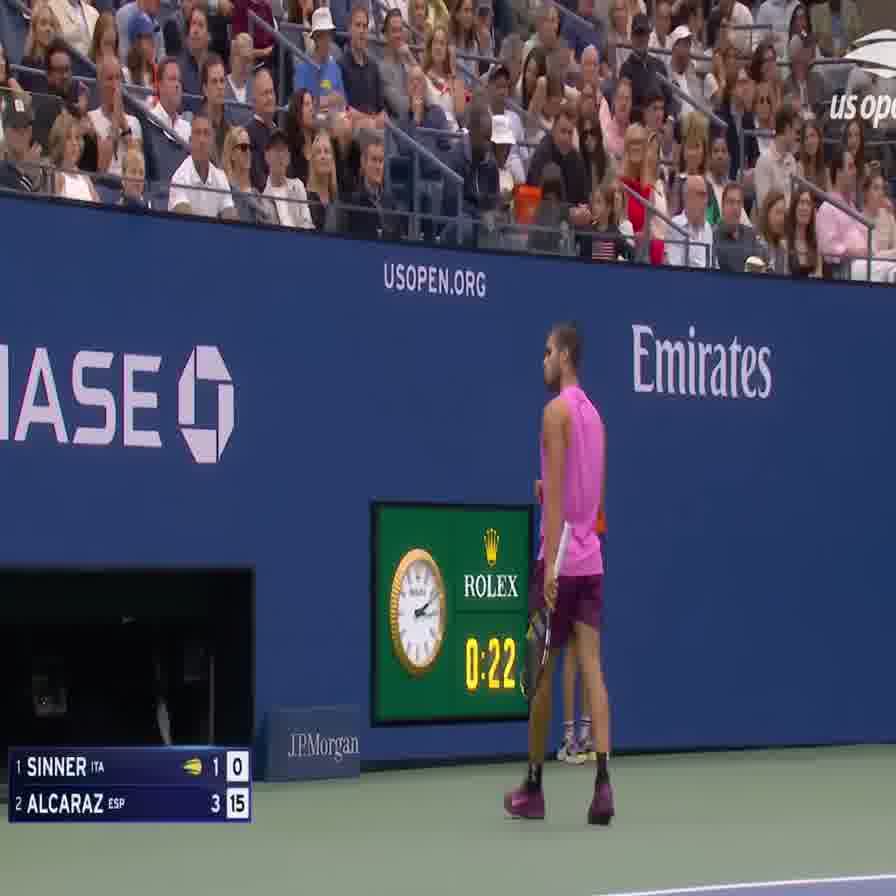 us ope
USOPEN.ORG
Emirates
HASE
ROLEX
0:22
J.P.Morgan
1 SINNER ITA 1 0
2 ALCARAZ ESP 3 15